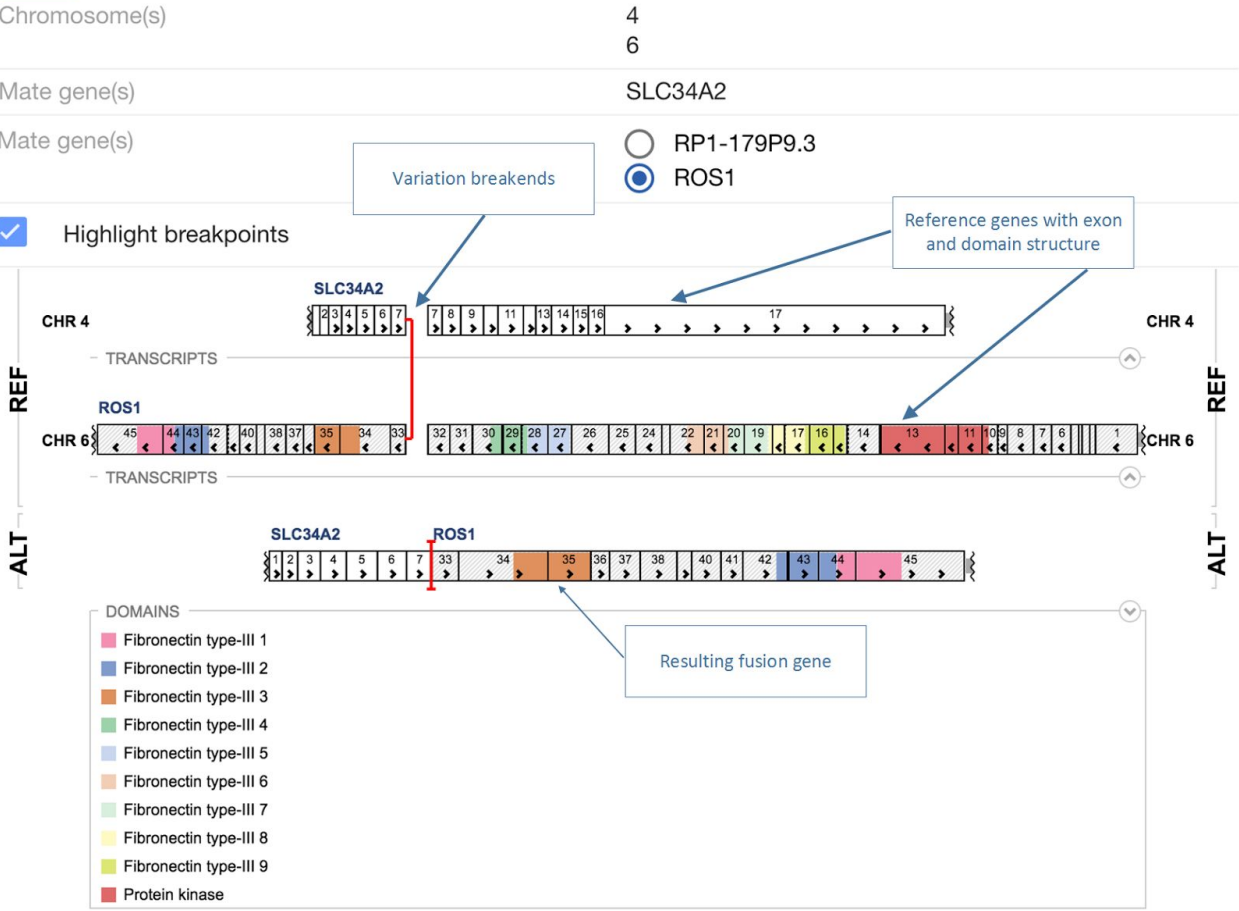 Chromosome(s)
4
6
Mate gene(s)
SLC34A2
Mate gene(s)
RP1-179P9.3
ROS1
Variation breakends
Highlight breakpoints
Reference genes with exon
and domain structure
SLC34A2
CHR 4
2 3 4 5 6 7
7 8 9 11 13 14 15 16 17
CHR 4
TRANSCRIPTS
REF
REF
ROS1
CHR 6
45 44 43 42 40 38 37 35 34 33
32 31 30 29 28 27 26 25 24 22 21 20 19 17 16 14 13 11 10 9 8 7 6 1
CHR 6
TRANSCRIPTS
ALT
ALT
SLC34A2
ROS1
1 2 3 4 5 6 7 33 34 35 36 37 38 40 41 42 43 44 45
DOMAINS
Fibronectin type-III 1
Fibronectin type-III 2
Fibronectin type-III 3
Fibronectin type-III 4
Fibronectin type-III 5
Fibronectin type-III 6
Fibronectin type-III 7
Fibronectin type-III 8
Fibronectin type-III 9
Protein kinase
Resulting fusion gene